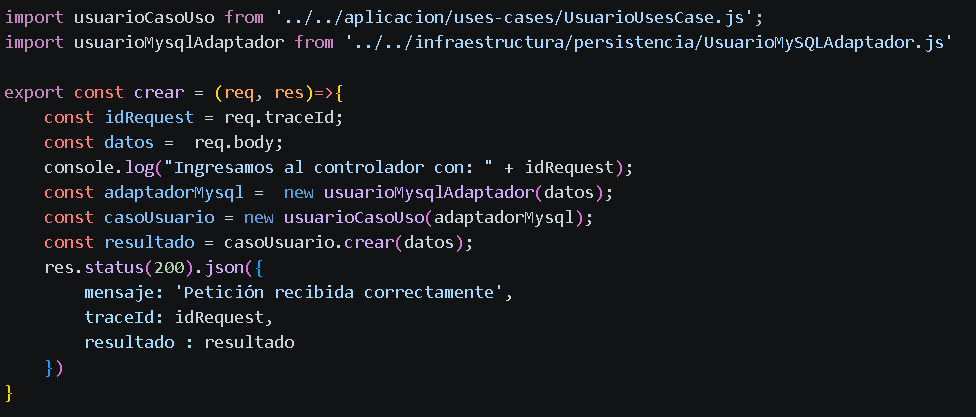 import usuarioCasoUso from '../../aplicacion/uses-cases/UsuarioUsesCase.js';
import usuarioMysqlAdaptador from '../../infraestructura/persistencia/UsuarioMySQLAdaptador.js'

export const crear = (req, res)=>{
    const idRequest = req.traceId;
    const datos =  req.body;
    console.log("Ingresamos al controlador con: " + idRequest);
    const adaptadorMysql =  new usuarioMysqlAdaptador(datos);
    const casoUsuario = new usuarioCasoUso(adaptadorMysql);
    const resultado = casoUsuario.crear(datos);
    res.status(200).json({
        mensaje: 'Petición recibida correctamente',
        traceId: idRequest,
        resultado : resultado
    })
}